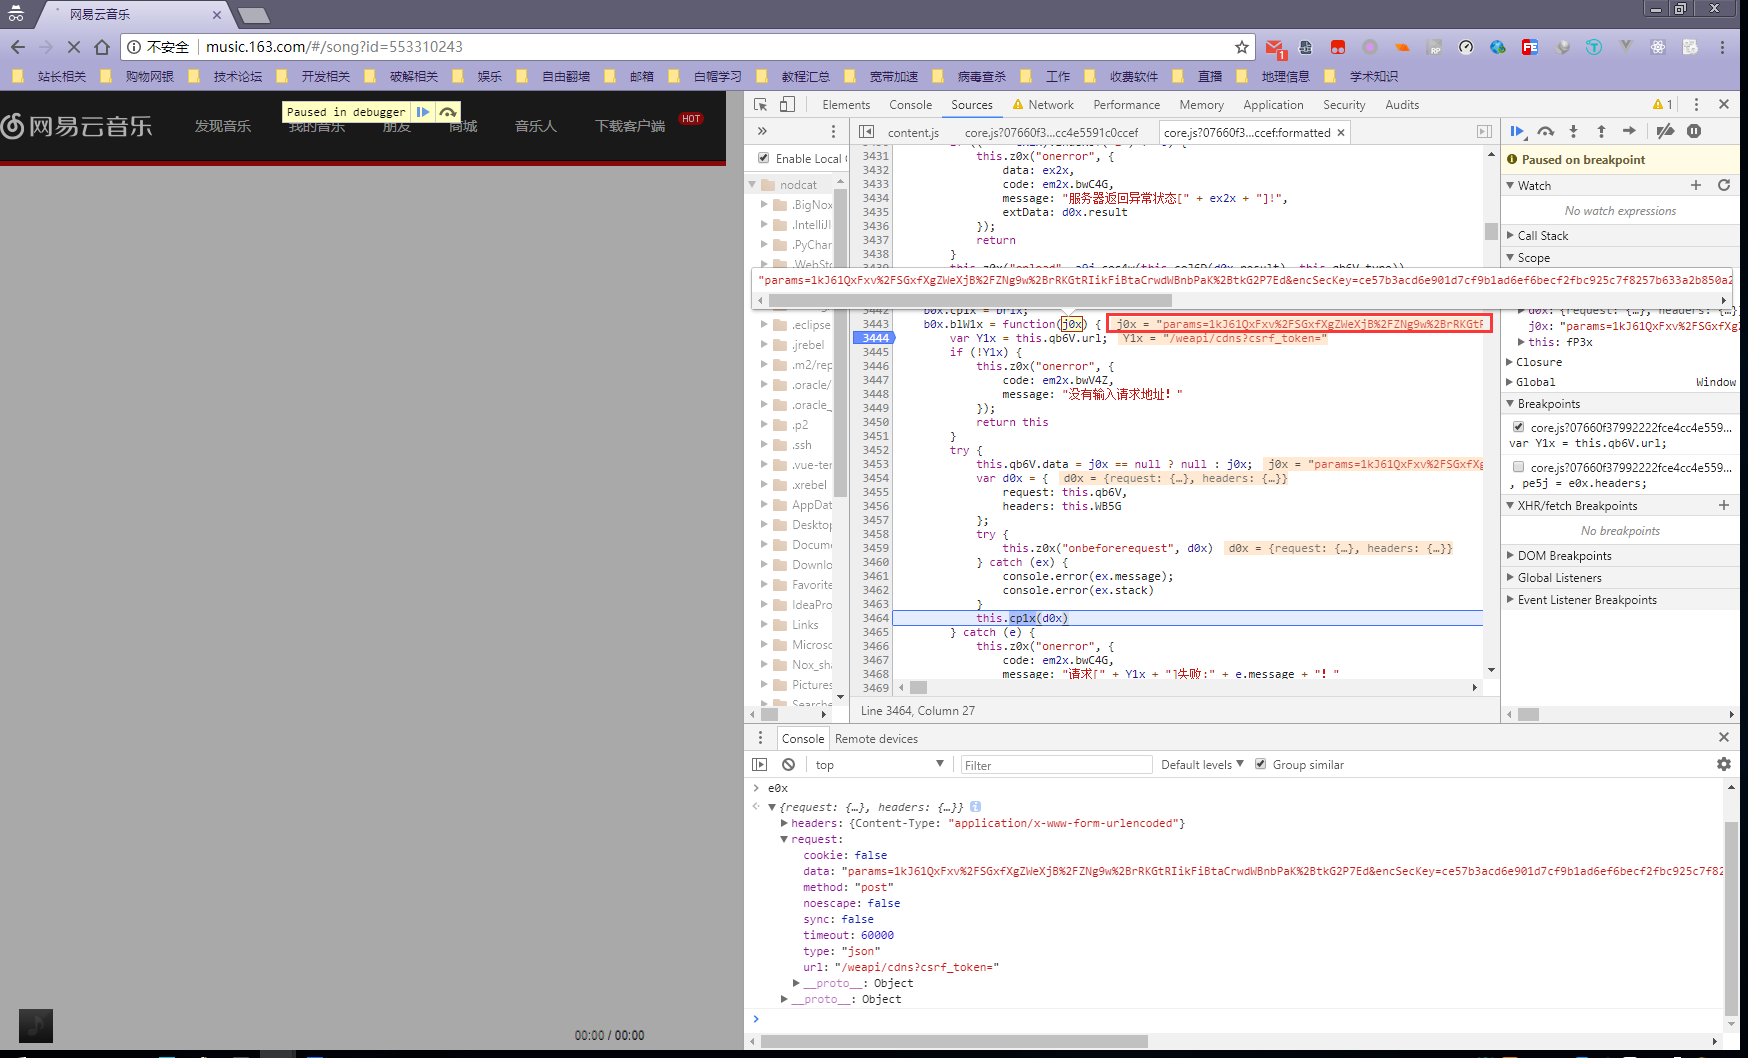 网易云音乐
不安全 music.163.com/#/song?id=553310243
站长相关 购物网银 技术论坛 开发相关 破解相关 娱乐 自由翻墙 邮箱 白帽学习 教程汇总 宽带加速 病毒查杀 工作 收费软件 直播 地理信息 学术知识
Paused in debugger
网易云音乐 发现音乐 我的音乐 朋友 商城 音乐人 下载客户端 HOT
00:00 / 00:00
Elements Console Sources Network Performance Memory Application Security Audits 1
content.js core.js?07660f3...cc4e5591c0ccef core.js?07660f3...ccef:formatted
Enable Local
nodcat
.BigNox
.IntelliJI
.PyChar
.WebSto
.eclipse
.jrebel
.m2/rep
.oracle/
.oracle_
.p2
.ssh
.vue-ter
.xrebel
AppDat
Desktop
Docume
Downlo
Favorite
IdeaPro
Links
Microso
Nox_sha
Pictures
Searche
3431 this.z0x("onerror", {
3432 data: ex2x,
3433 code: em2x.bwC4G,
3434 message: "服务器返回异常状态[" + ex2x + "]!",
3435 extData: d0x.result
3436 });
3437 return
3438 }
"params=1kJ61QxFxv%2FSGxfXgZWeXjB%2FZNg9w%2BrRKGtRIikFiBtaCrwdWBnbPaK%2BtkG2P7Ed&encSecKey=ce57b3acd6e901d7cf9b1ad6ef6becf2fbc925c7f8257b633a2b850a2
3442 b0x.cp1x = br1x;
3443 b0x.blW1x = function(j0x) { j0x = "params=1kJ61QxFxv%2FSGxfXgZWeXjB%2FZNg9w%2BrRKGtR
3444 var Y1x = this.qb6V.url; Y1x = "/weapi/cdns?csrf_token="
3445 if (!Y1x) {
3446 this.z0x("onerror", {
3447 code: em2x.bwV4Z,
3448 message: "没有输入请求地址！"
3449 });
3450 return this
3451 }
3452 try {
3453 this.qb6V.data = j0x == null ? null : j0x; j0x = "params=1kJ61QxFxv%2FSGxfXg
3454 var d0x = { d0x = {request: {…}, headers: {…}}
3455 request: this.qb6V,
3456 headers: this.WB5G
3457 };
3458 try {
3459 this.z0x("onbeforerequest", d0x) d0x = {request: {…}, headers: {…}}
3460 } catch (ex) {
3461 console.error(ex.message);
3462 console.error(ex.stack)
3463 }
3464 this.cp1x(d0x)
3465 } catch (e) {
3466 this.z0x("onerror", {
3467 code: em2x.bwC4G,
3468 message: "请求[" + Y1x + "]失败:" + e.message + "！"
3469
Line 3464, Column 27
Paused on breakpoint
Watch
No watch expressions
Call Stack
Scope
d0x: {request: {…}, headers: {…}
j0x: "params=1kJ61QxFxv%2FSGxfX
this: fP3x
Closure
Global Window
Breakpoints
core.js?07660f37992222fce4cc4e559...
var Y1x = this.qb6V.url;
core.js?07660f37992222fce4cc4e559...
, pe5j = e0x.headers;
XHR/fetch Breakpoints
No breakpoints
DOM Breakpoints
Global Listeners
Event Listener Breakpoints
Console Remote devices
top Filter Default levels Group similar
e0x
{request: {…}, headers: {…}}
headers: {Content-Type: "application/x-www-form-urlencoded"}
request:
cookie: false
data: "params=1kJ61QxFxv%2FSGxfXgZWeXjB%2FZNg9w%2BrRKGtRIikFiBtaCrwdWBnbPaK%2BtkG2P7Ed&encSecKey=ce57b3acd6e901d7cf9b1ad6ef6becf2fbc925c7f82
method: "post"
noescape: false
sync: false
timeout: 60000
type: "json"
url: "/weapi/cdns?csrf_token="
__proto__: Object
__proto__: Object